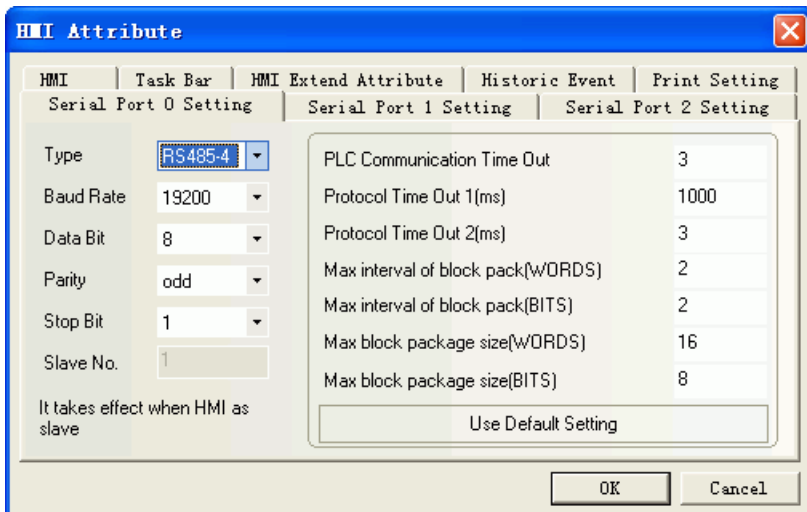 HMI Attribute
HMI
Task Bar
HMI Extend Attribute
Historic Event
Print Setting
Serial Port 0 Setting
Serial Port 1 Setting
Serial Port 2 Setting
Type RS485-4
Baud Rate 19200
Data Bit 8
Parity odd
Stop Bit 1
Slave No. 1
It takes effect when HMI as
slave
PLC Communication Time Out 3
Protocol Time Out 1(ms) 1000
Protocol Time Out 2(ms) 3
Max interval of block pack(WORDS) 2
Max interval of block pack(BITS) 2
Max block package size(WORDS) 16
Max block package size(BITS) 8
Use Default Setting
OK
Cancel